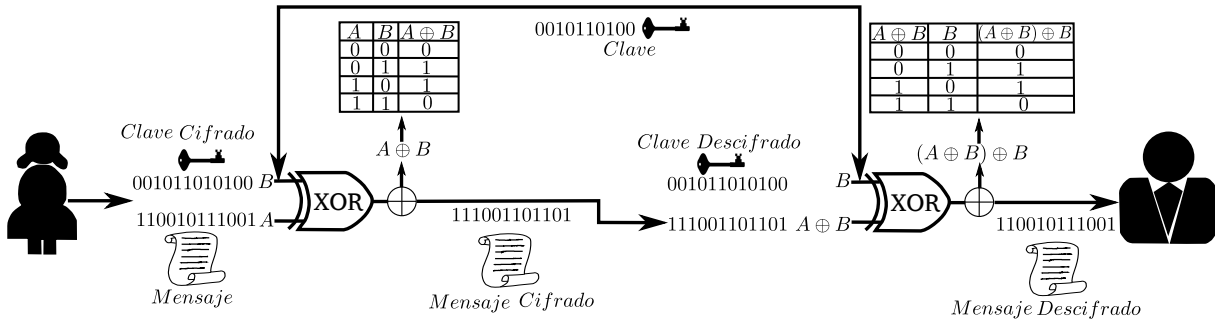 A B A ⊕ B
0 0 0
0 1 1
1 0 1
1 1 0
0010110100
Clave
A ⊕ B B (A ⊕ B) ⊕ B
0 0 0
0 1 1
1 0 1
1 1 0
Clave Cifrado
001011010100 B
110010111001 A
Mensaje
XOR
A ⊕ B
111001101101
Mensaje Cifrado
Clave Descifrado
001011010100
111001101101 A ⊕ B
B
XOR
(A ⊕ B) ⊕ B
110010111001
Mensaje Descifrado